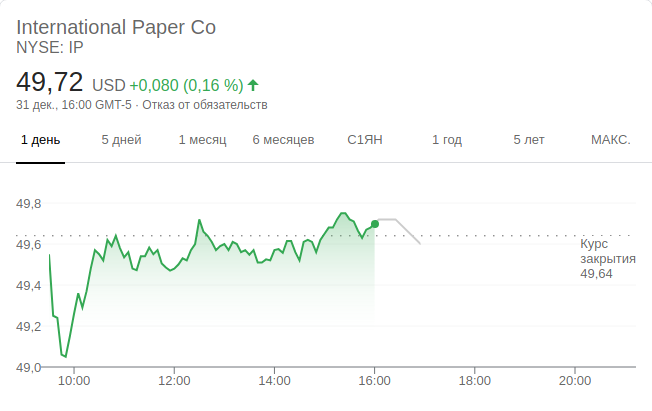 International Paper Co
NYSE: IP
49,72 USD +0,080 (0,16 %)
31 дек., 16:00 GMT-5 · Отказ от обязательств
1 день 5 дней 1 месяц 6 месяцев С1ЯН 1 год 5 лет МАКС.
49,8
49,6
49,4
49,2
49,0
Курс
закрытия
49,64
10:00 12:00 14:00 16:00 18:00 20:00